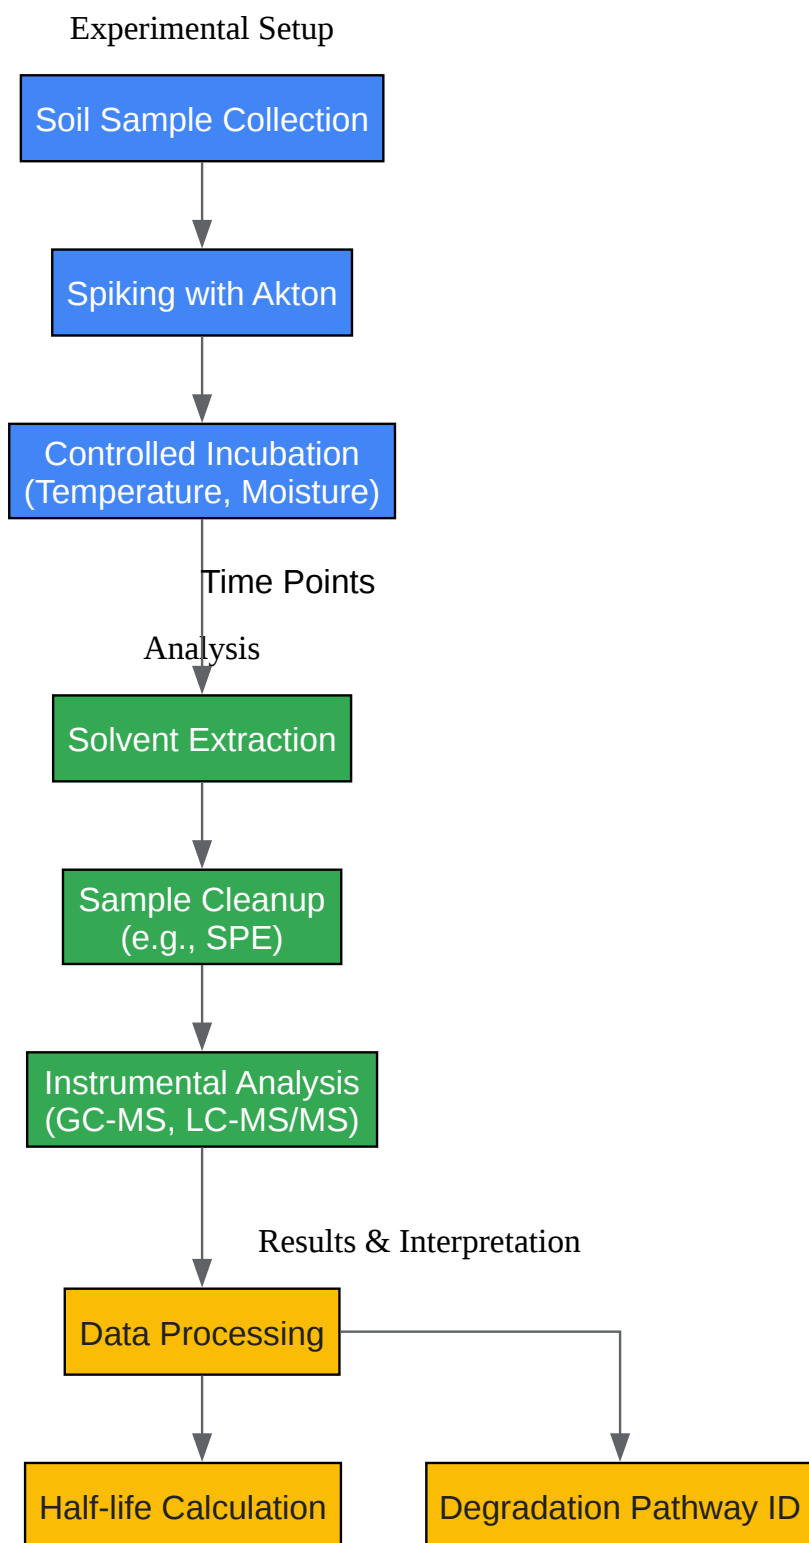 Experimental Setup
Soil Sample Collection
Spiking with Akton
Controlled Incubation
(Temperature, Moisture)
Time Points
Analysis
Solvent Extraction
Sample Cleanup
(e.g., SPE)
Instrumental Analysis
(GC-MS, LC-MS/MS)
Results & Interpretation
Data Processing
Half-life Calculation
Degradation Pathway ID